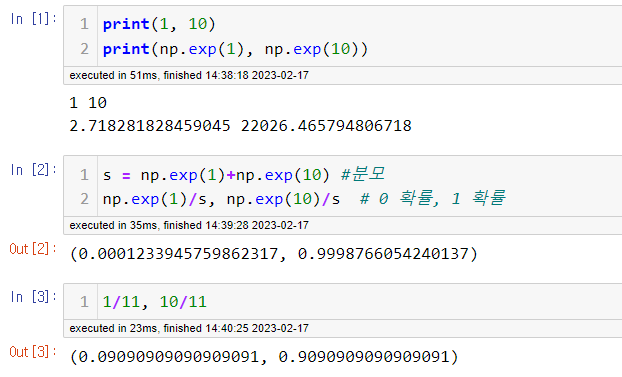 In [1]:
1 print(1, 10)
2 print(np.exp(1), np.exp(10))
executed in 51ms, finished 14:38:18 2023-02-17
1 10
2.718281828459045 22026.465794806718
In [2]:
1 s = np.exp(1)+np.exp(10) #분모
2 np.exp(1)/s, np.exp(10)/s  # 0 확률, 1 확률
executed in 35ms, finished 14:39:28 2023-02-17
Out[2]: (0.0001233945759862317, 0.9998766054240137)
In [3]:
1 1/11, 10/11
executed in 23ms, finished 14:40:25 2023-02-17
Out[3]: (0.09090909090909091, 0.9090909090909091)